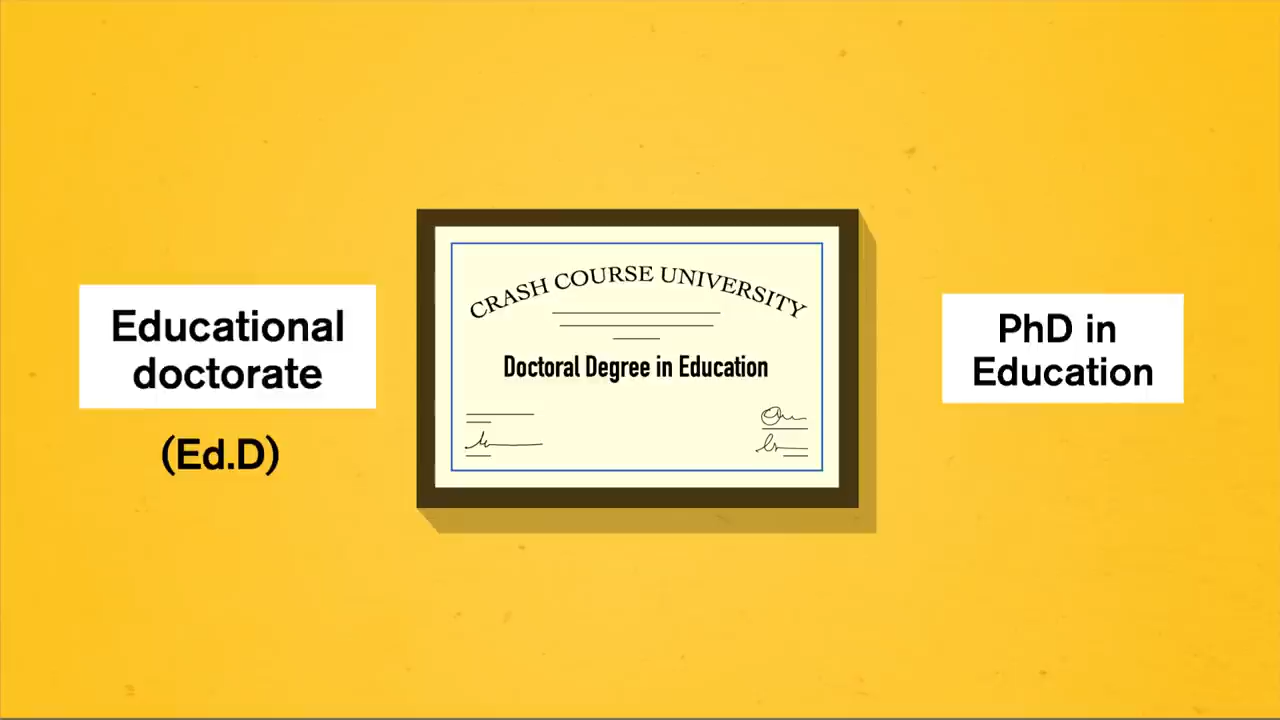 Educational
doctorate
(Ed.D)
CRASH COURSE UNIVERSITY
Doctoral Degree in Education
PhD in
Education